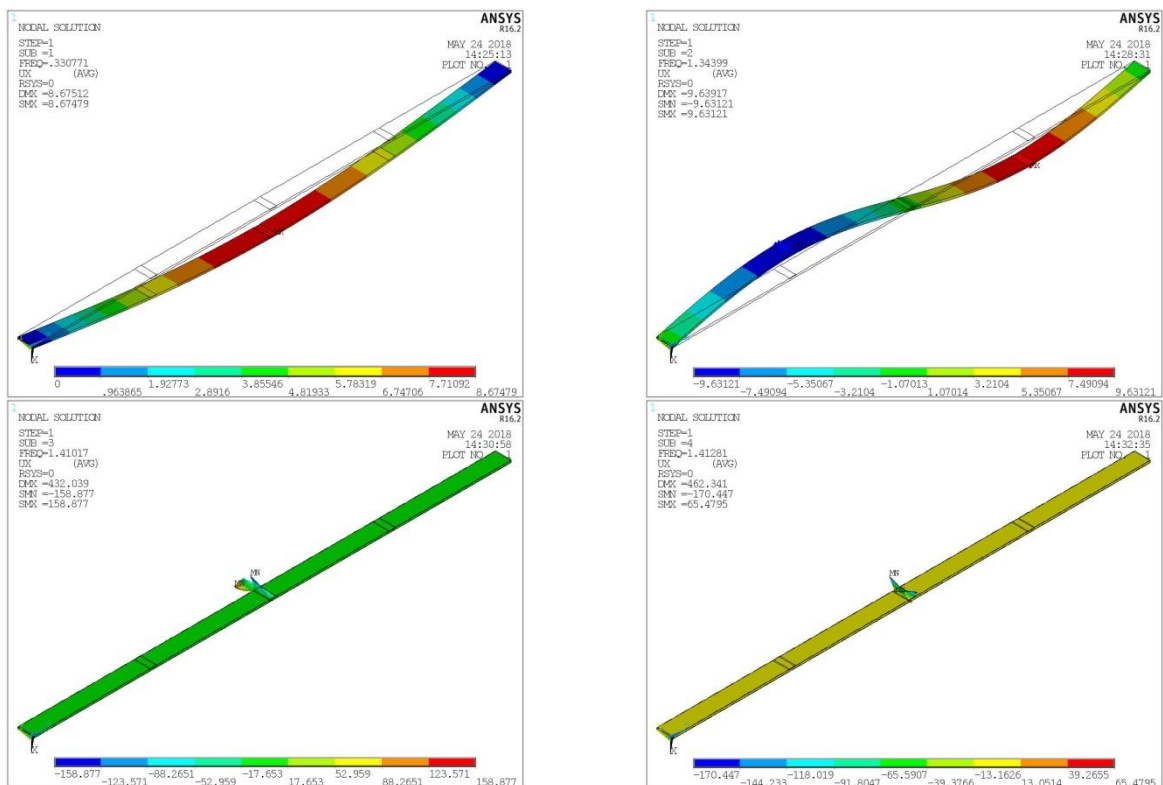 1
NODAL SOLUTION
STEP=1
SUB =1
FREQ=.330771
UX (AVG)
RSYS=0
DMX =8.67512
SMX =8.67479
ANSYS
R16.2
MAY 24 2018
14:25:13
PLOT NO. 1
MX
X
0
.963865
1.92773
2.8916
3.85546
4.81933
5.78319
6.74706
7.71092
8.67479
1
NODAL SOLUTION
STEP=1
SUB =2
FREQ=1.34399
UX (AVG)
RSYS=0
DMX =9.63917
SMN =-9.63121
SMX =9.63121
ANSYS
R16.2
MAY 24 2018
14:28:31
PLOT NO. 1
MX
X
-9.63121
-7.49094
-5.35067
-3.2104
-1.07013
1.07014
3.2104
5.35067
7.49094
9.63121
1
NODAL SOLUTION
STEP=1
SUB =3
FREQ=1.41017
UX (AVG)
RSYS=0
DMX =432.039
SMN =-158.877
SMX =158.877
ANSYS
R16.2
MAY 24 2018
14:30:58
PLOT NO. 1
MN
X
-158.877
-123.571
-88.2651
-52.959
-17.653
17.653
52.959
88.2651
123.571
158.877
1
NODAL SOLUTION
STEP=1
SUB =4
FREQ=1.41281
UX (AVG)
RSYS=0
DMX =462.341
SMN =-170.447
SMX =65.4795
ANSYS
R16.2
MAY 24 2018
14:32:35
PLOT NO. 1
MN
X
-170.447
-144.233
-118.019
-91.8047
-65.5907
-39.3766
-13.1626
13.0514
39.2655
65.4795